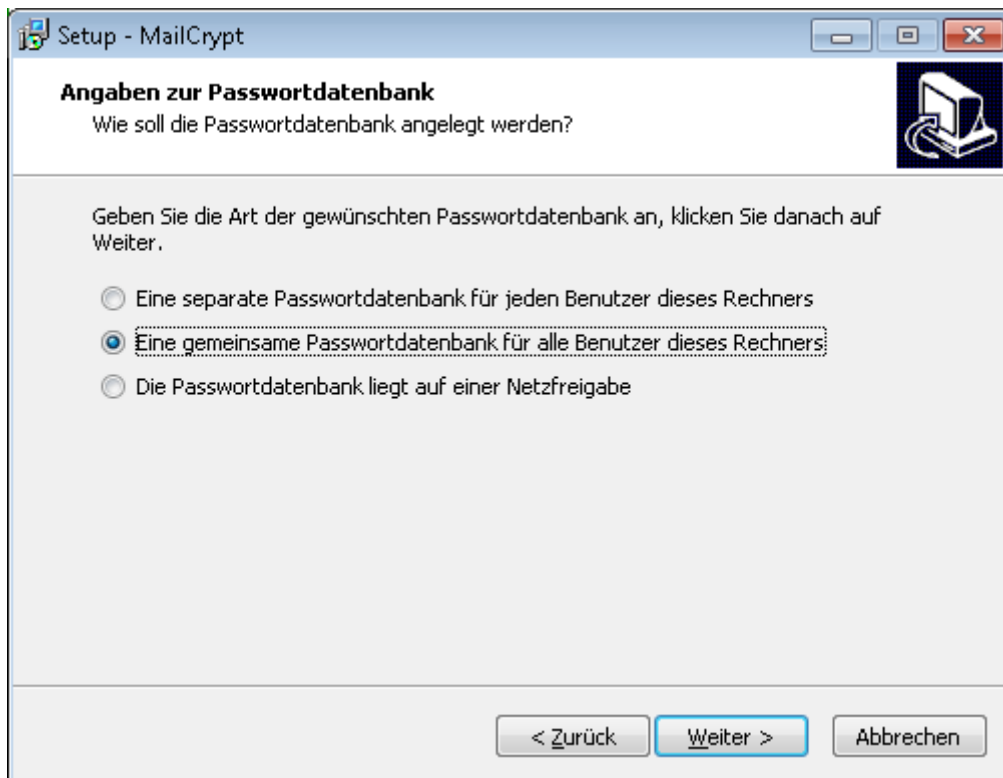 Setup - MailCrypt
Angaben zur Passwortdatenbank
Wie soll die Passwortdatenbank angelegt werden?
Geben Sie die Art der gewünschten Passwortdatenbank an, klicken Sie danach auf
Weiter.
Eine separate Passwortdatenbank für jeden Benutzer dieses Rechners
Eine gemeinsame Passwortdatenbank für alle Benutzer dieses Rechners
Die Passwortdatenbank liegt auf einer Netzfreigabe
< Zurück Weiter > Abbrechen